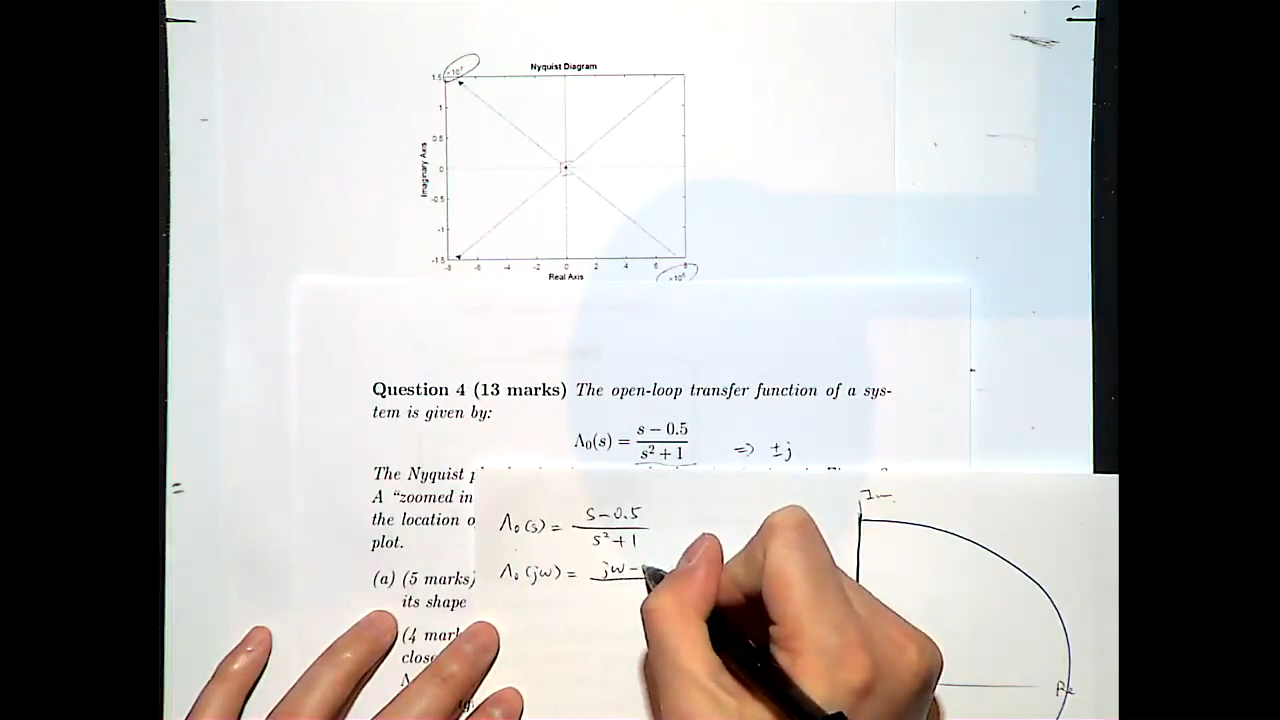 Nyquist Diagram
×10⁷
1.5
1
0.5
0
-0.5
-1
-1.5
Imaginary Axis
-8 -6 -4 -2 0 2 4 6 8
Real Axis
×10⁶
Question 4 (13 marks) The open-loop transfer function of a sys-
tem is given by:
Λ₀(s) = (s − 0.5)/(s² + 1) => ±j
The Nyquist
A “zoomed in
the location o
plot.
(a) (5 marks)
its shape
(4 mark
close
Λ₀(s) = (s−0.5)/(s²+1)
Λ₀(jω) = jω −
Im
Re